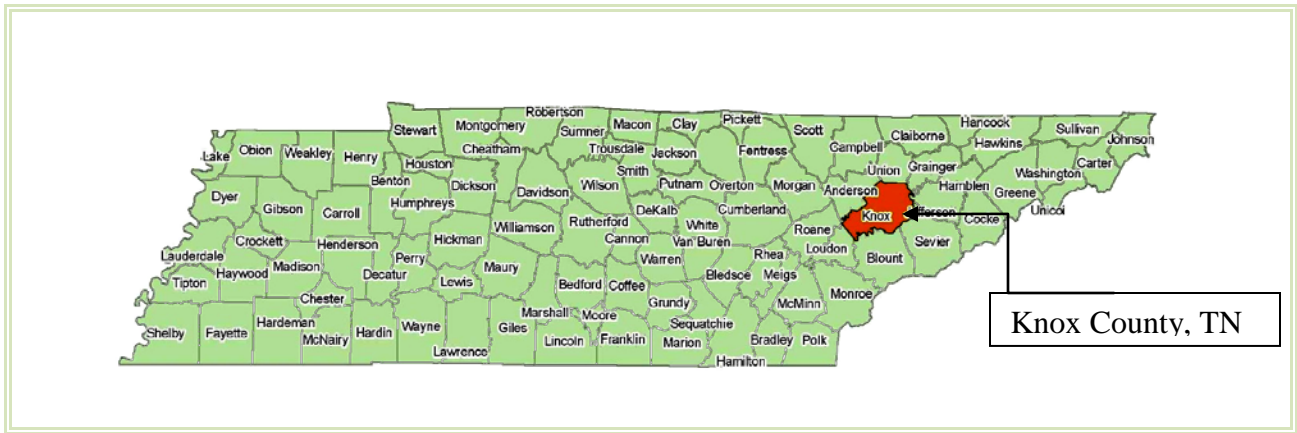 Robertson
Stewart Montgomery Sumner Macon Clay Pickett Scott Claiborne Hancock Sullivan Johnson
Lake Obion Weakley Henry Cheatham Trousdale Jackson Fentress Campbell Hawkins
Houston Smith Union Grainger Washington Carter
Benton Dickson Davidson Wilson Putnam Overton Morgan Anderson Hamblen Greene
Dyer Gibson Carroll Humphreys DeKalb Cumberland Knox Jefferson Cocke Unicoi
Williamson Rutherford White Roane
Crockett Henderson Hickman Cannon Van Buren Loudon Sevier
Lauderdale Haywood Madison Decatur Perry Maury Warren Rhea Blount
Tipton Lewis Bedford Coffee Bledsoe Meigs Monroe
Chester Grundy McMinn
Shelby Fayette Hardeman McNairy Hardin Wayne Giles Marshall Moore Sequatchie
Lawrence Lincoln Franklin Marion Bradley Polk
Hamilton
Knox County, TN